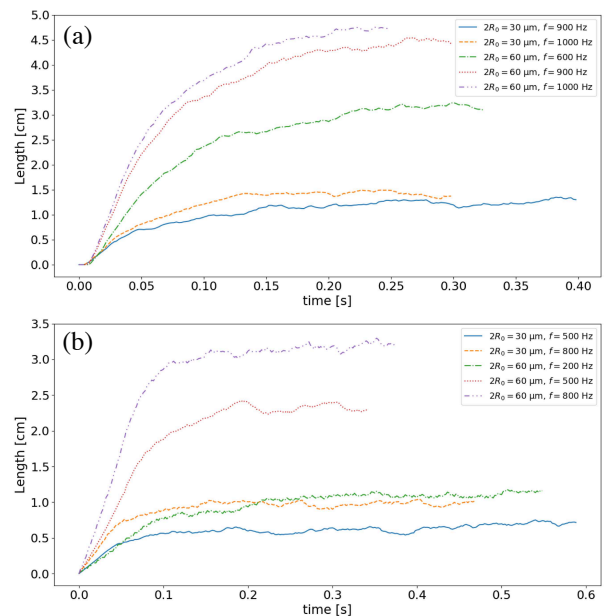 (a)
2R₀ = 30 μm, f = 900 Hz
2R₀ = 30 μm, f = 1000 Hz
2R₀ = 60 μm, f = 600 Hz
2R₀ = 60 μm, f = 900 Hz
2R₀ = 60 μm, f = 1000 Hz
5.0
4.5
4.0
3.5
3.0
2.5
2.0
1.5
1.0
0.5
0.0
Length [cm]
0.00 0.05 0.10 0.15 0.20 0.25 0.30 0.35 0.40
time [s]
(b)
2R₀ = 30 μm, f = 500 Hz
2R₀ = 30 μm, f = 800 Hz
2R₀ = 60 μm, f = 200 Hz
2R₀ = 60 μm, f = 500 Hz
2R₀ = 60 μm, f = 800 Hz
3.5
3.0
2.5
2.0
1.5
1.0
0.5
0.0
Length [cm]
0.0 0.1 0.2 0.3 0.4 0.5 0.6
time [s]